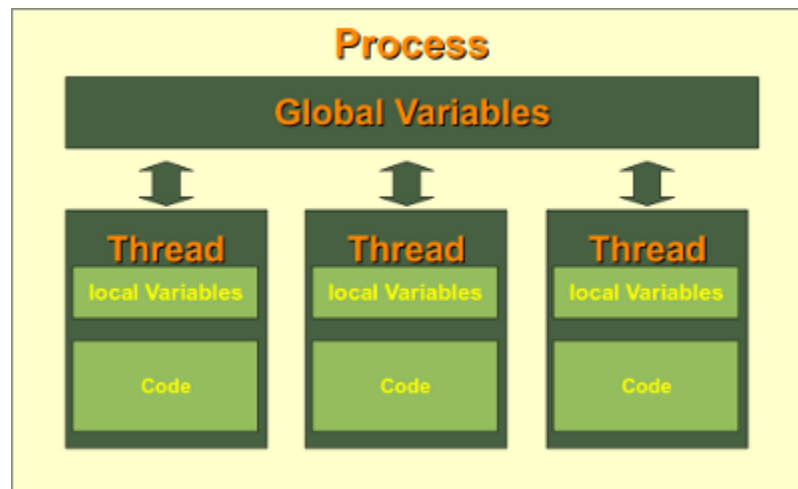 Process
Global Variables
Thread
local Variables
Code
Thread
local Variables
Code
Thread
local Variables
Code